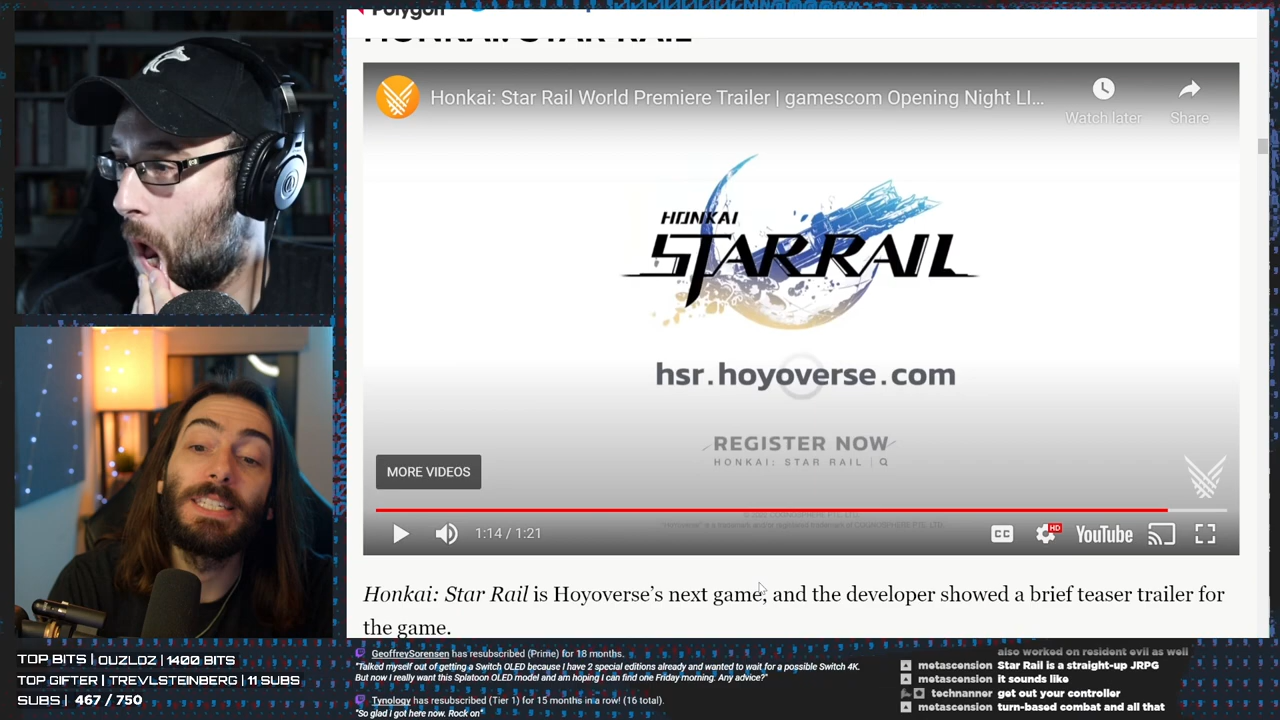 Polygon
HONKAI: STAR RAIL
Honkai: Star Rail World Premiere Trailer | gamescom Opening Night LI...
Watch later
Share
HONKAI
STAR RAIL
hsr.hoyoverse.com
REGISTER NOW
HONKAI: STAR RAIL
MORE VIDEOS
1:14 / 1:21
CC
HD
YouTube
Honkai: Star Rail is Hoyoverse's next game, and the developer showed a brief teaser trailer for
the game.
TOP BITS | OUZLDZ | 1400 BITS
TOP GIFTER | TREVLSTEINBERG | 11 SUBS
SUBS | 467 / 750
GeoffreySorensen has resubscribed (Prime) for 18 months.
"Talked myself out of getting a Switch OLED because I have 2 special editions already and wanted to wait for a possible Switch 4K.
But now I really want this Splatoon OLED model and am hoping I can find one Friday morning. Any advice?"
Tynology has resubscribed (Tier 1) for 15 months in a row! (16 total).
"So glad I got here now. Rock on"
also worked on resident evil as well
metascension Star Rail is a straight-up JRPG
metascension it sounds like
technanner get out your controller
metascension turn-based combat and all that